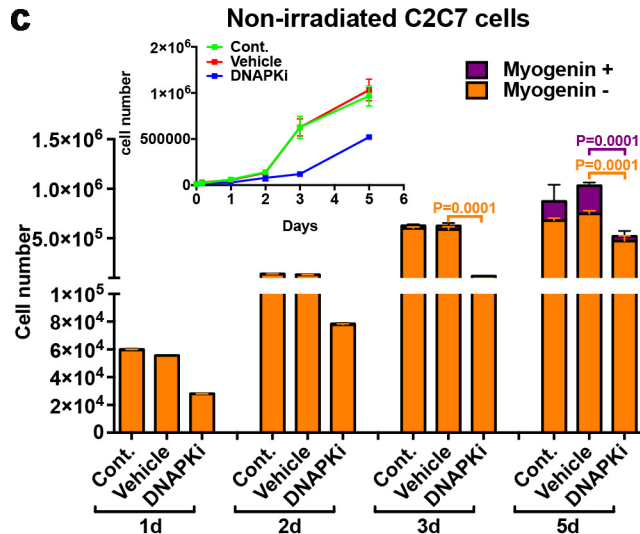 C
Non-irradiated C2C7 cells
2×10⁶
1×10⁶
500000
0
cell number
0 1 2 3 4 5 6
Days
Cont.
Vehicle
DNAPKi
Myogenin +
Myogenin -
P=0.0001
P=0.0001
P=0.0001
Cell number
1.5×10⁶
1.0×10⁶
5.0×10⁵
1×10⁵
8×10⁴
6×10⁴
4×10⁴
2×10⁴
0
Cont. Vehicle DNAPKi Cont. Vehicle DNAPKi Cont. Vehicle DNAPKi Cont. Vehicle DNAPKi
1d 2d 3d 5d